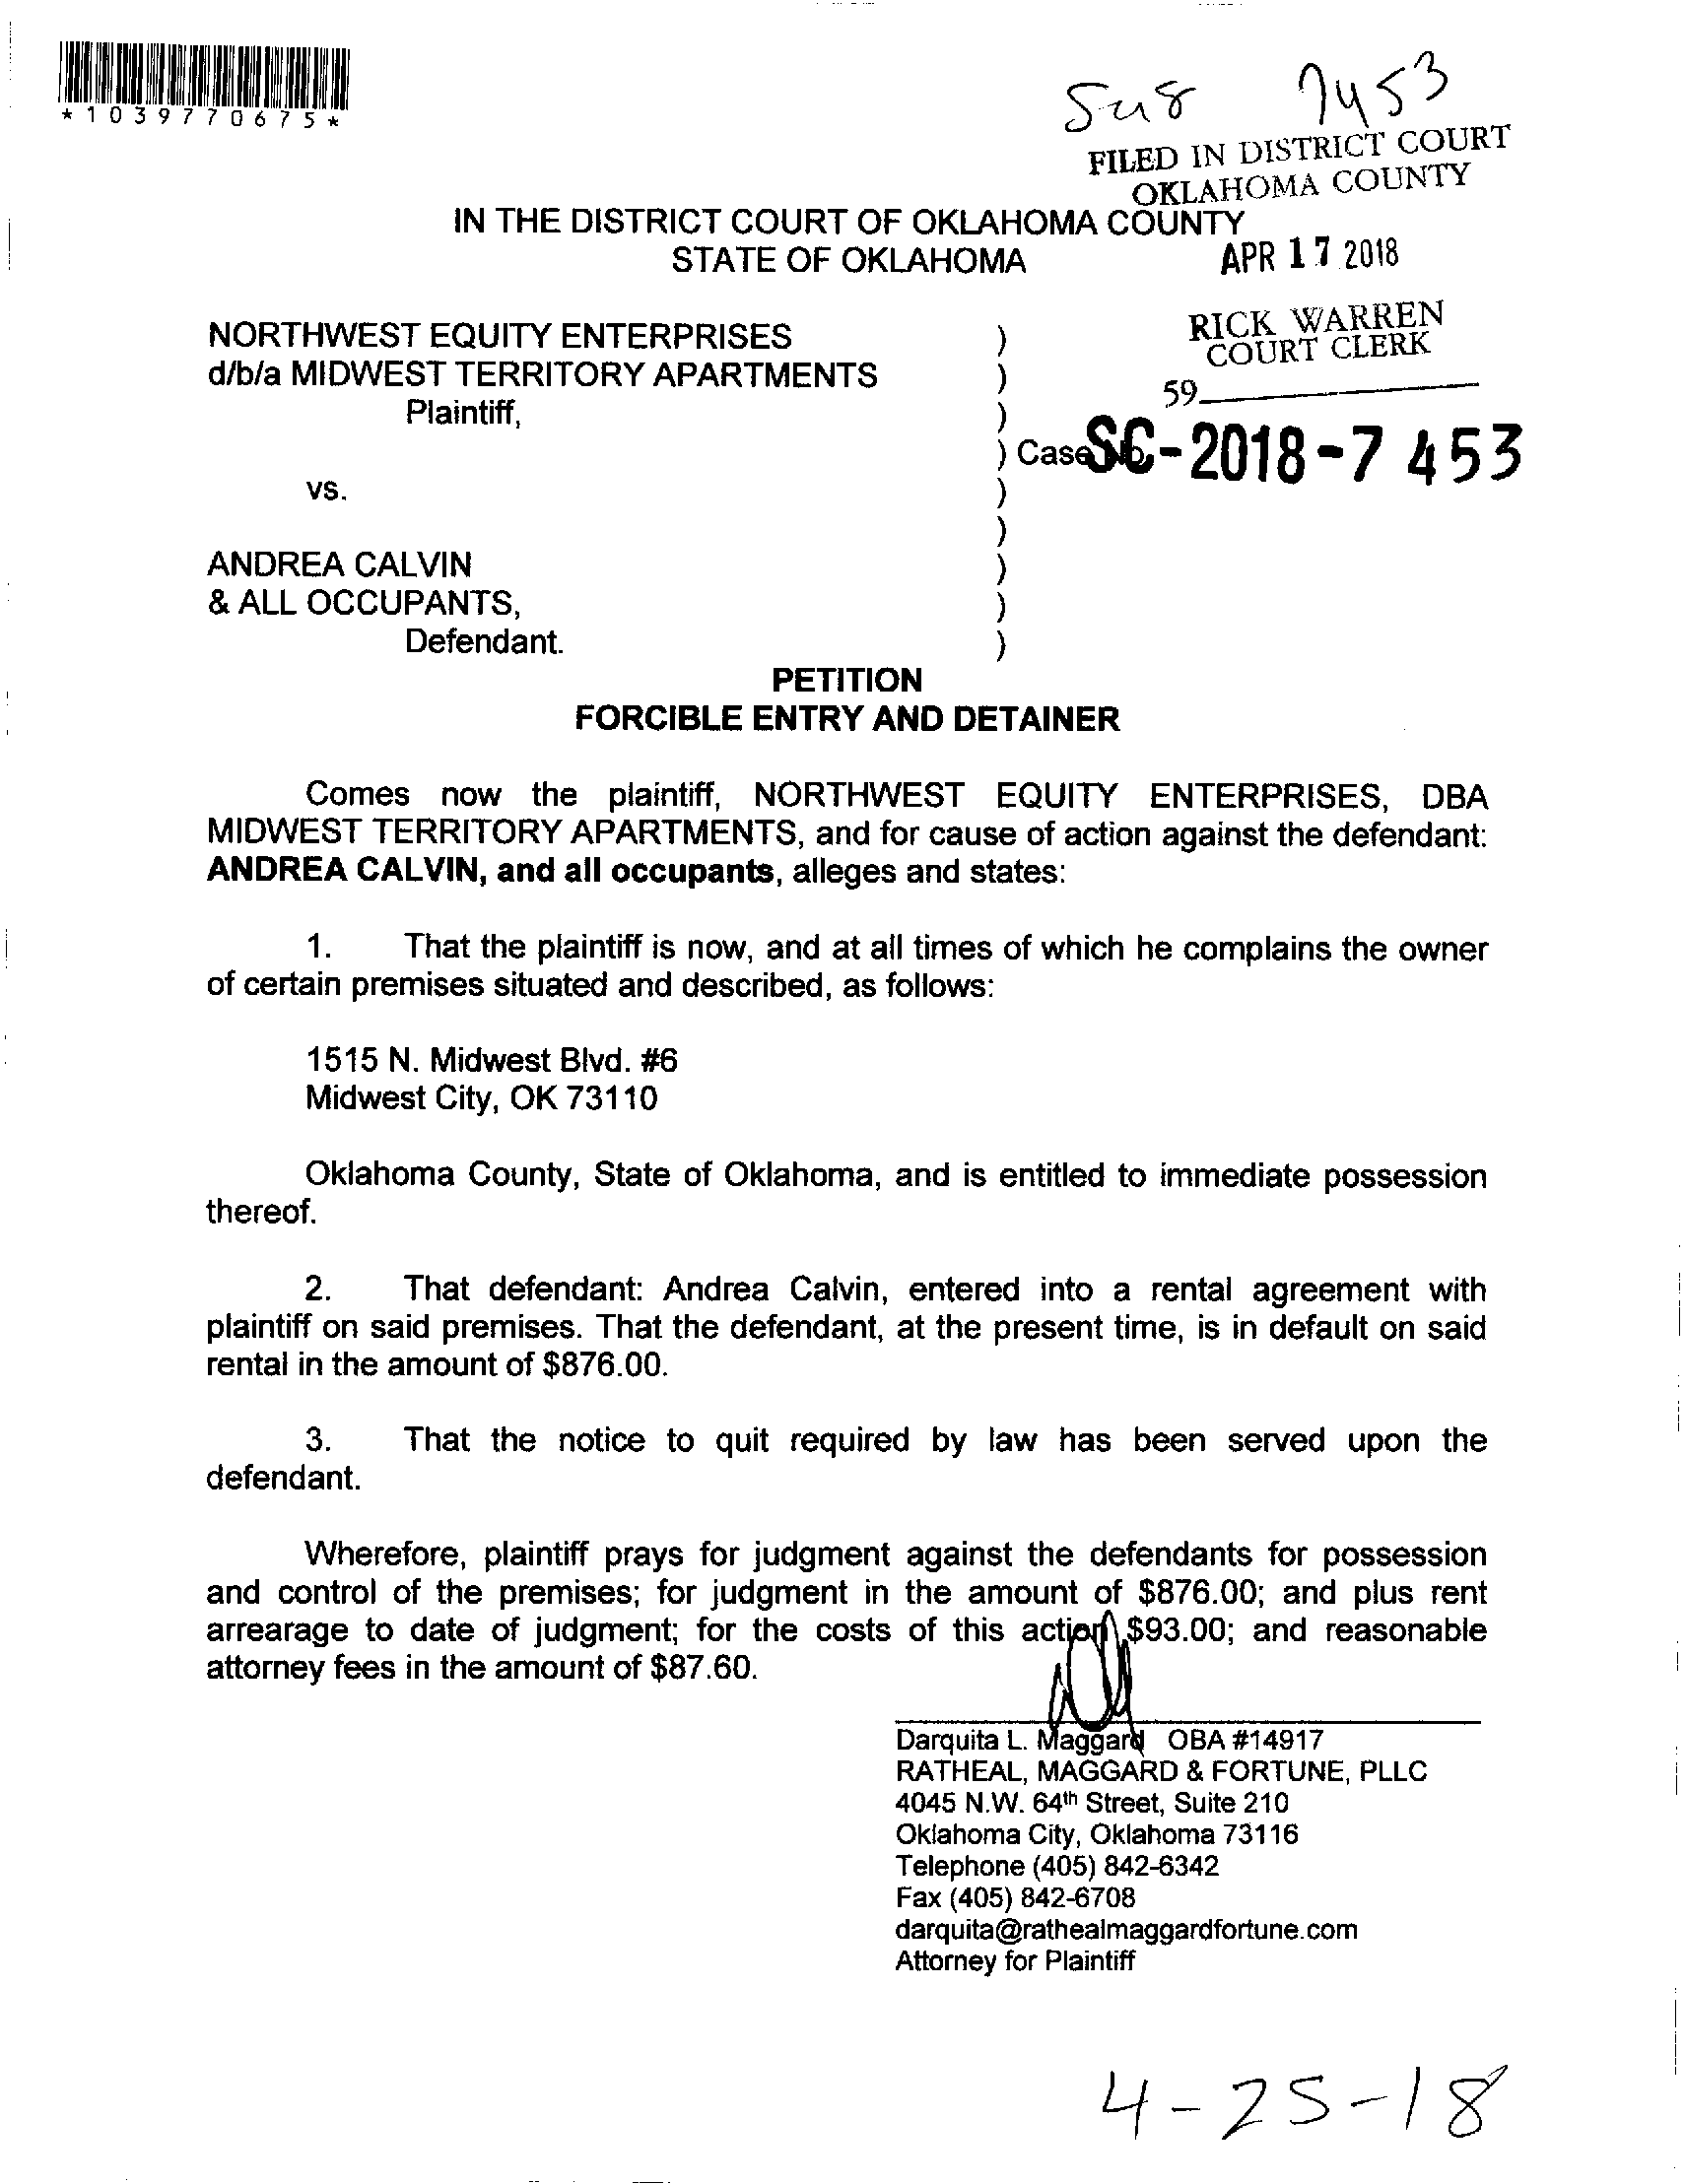 *1039770675*
7453
FILED IN DISTRICT COURT
OKLAHOMA COUNTY
IN THE DISTRICT COURT OF OKLAHOMA COUNTY
STATE OF OKLAHOMA
APR 17 2018
NORTHWEST EQUITY ENTERPRISES )
d/b/a MIDWEST TERRITORY APARTMENTS )
Plaintiff, )
RICK WARREN
COURT CLERK
59
) Case No. SC-2018-7 453
vs. )
)
ANDREA CALVIN )
& ALL OCCUPANTS, )
Defendant. )
PETITION
FORCIBLE ENTRY AND DETAINER
Comes now the plaintiff, NORTHWEST EQUITY ENTERPRISES, DBA
MIDWEST TERRITORY APARTMENTS, and for cause of action against the defendant:
ANDREA CALVIN, and all occupants, alleges and states:
1. That the plaintiff is now, and at all times of which he complains the owner
of certain premises situated and described, as follows:
1515 N. Midwest Blvd. #6
Midwest City, OK 73110
Oklahoma County, State of Oklahoma, and is entitled to immediate possession
thereof.
2. That defendant: Andrea Calvin, entered into a rental agreement with
plaintiff on said premises. That the defendant, at the present time, is in default on said
rental in the amount of $876.00.
3. That the notice to quit required by law has been served upon the
defendant.
Wherefore, plaintiff prays for judgment against the defendants for possession
and control of the premises; for judgment in the amount of $876.00; and plus rent
arrearage to date of judgment; for the costs of this action $93.00; and reasonable
attorney fees in the amount of $87.60.
Darquita L. Maggard OBA #14917
RATHEAL, MAGGARD & FORTUNE, PLLC
4045 N.W. 64th Street, Suite 210
Oklahoma City, Oklahoma 73116
Telephone (405) 842-6342
Fax (405) 842-6708
darquita@rathealmaggardfortune.com
Attorney for Plaintiff
4-25-18